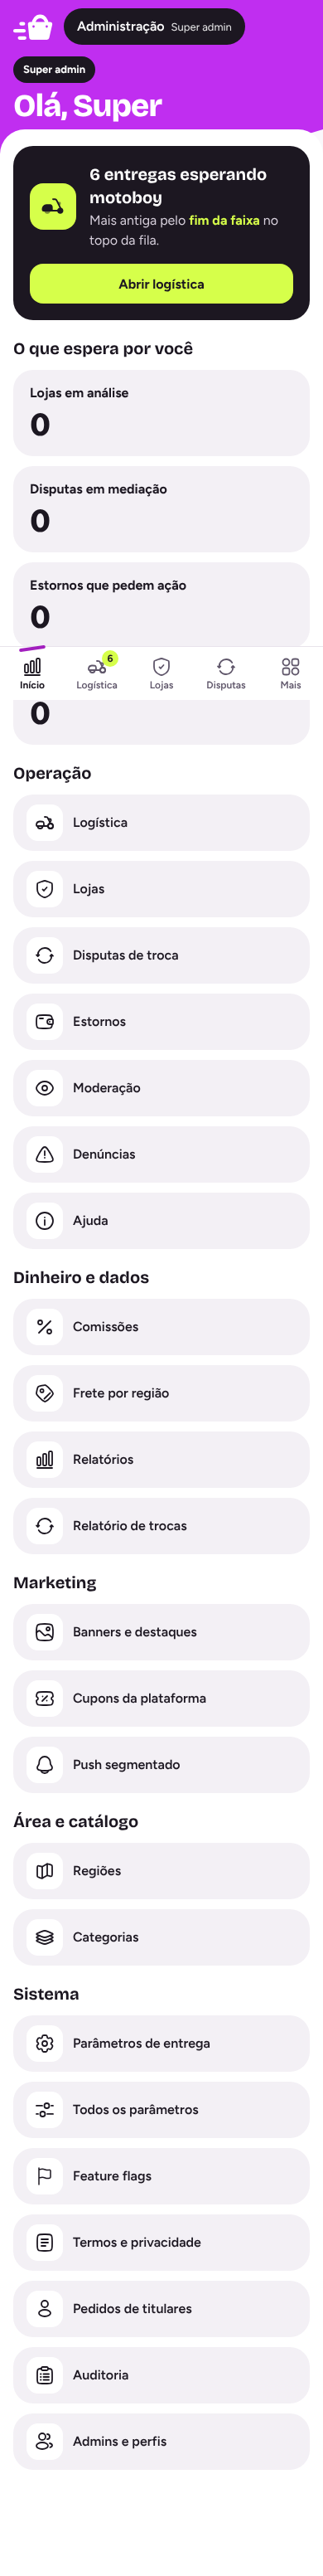 Administração Super admin
Super admin
Olá, Super
6 entregas esperando
motoboy
Mais antiga pelo fim da faixa no
topo da fila.
Abrir logística
O que espera por você
Lojas em análise
0
Disputas em mediação
0
Estornos que pedem ação
0
6
Início
Logística
Lojas
Disputas
Mais
0
Operação
Logística
Lojas
Disputas de troca
Estornos
Moderação
Denúncias
Ajuda
Dinheiro e dados
Comissões
Frete por região
Relatórios
Relatório de trocas
Marketing
Banners e destaques
Cupons da plataforma
Push segmentado
Área e catálogo
Regiões
Categorias
Sistema
Parâmetros de entrega
Todos os parâmetros
Feature flags
Termos e privacidade
Pedidos de titulares
Auditoria
Admins e perfis